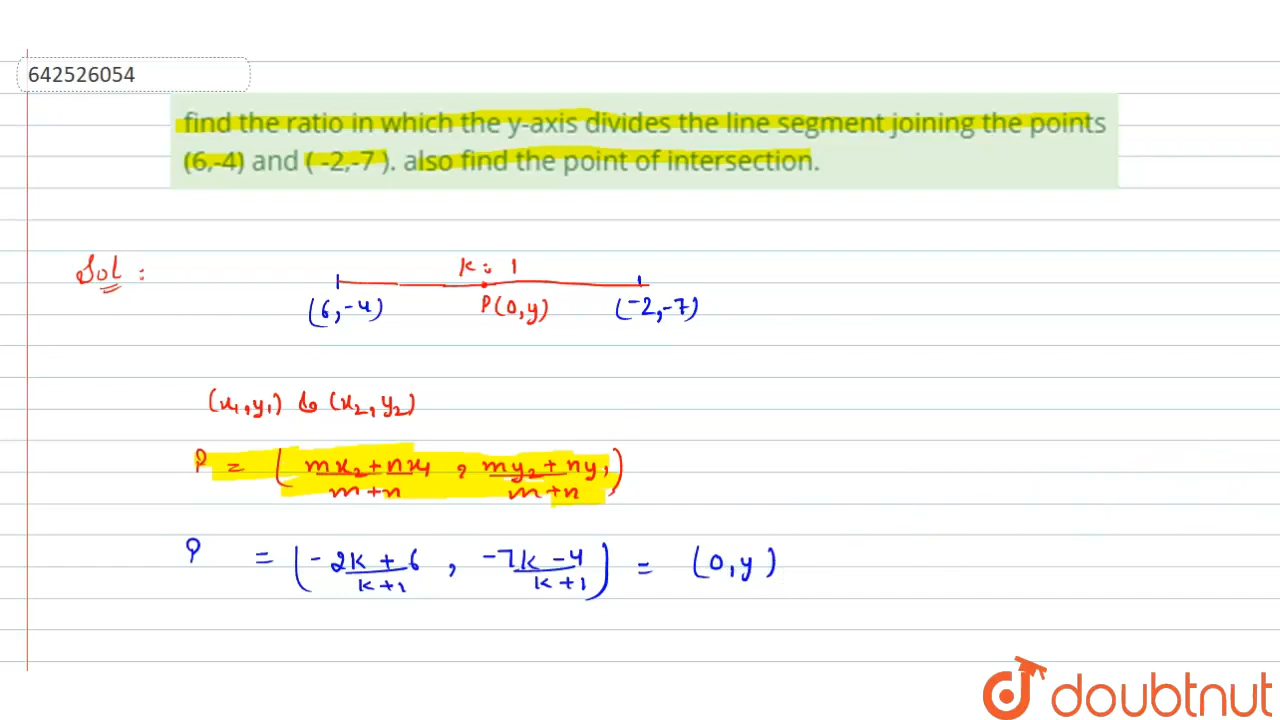 642526054
find the ratio in which the y-axis divides the line segment joining the points
(6,-4) and ( -2,-7 ). also find the point of intersection.
Sol :
k : 1
(6,-4) P(0,y) (-2,-7)
(x₁,y₁) & (x₂,y₂)
P = (mx₂+nx₁/m+n , my₂+ny₁/m+n)
P = (-2k+6/k+1 , -7k-4/k+1) = (0,y)
doubtnut